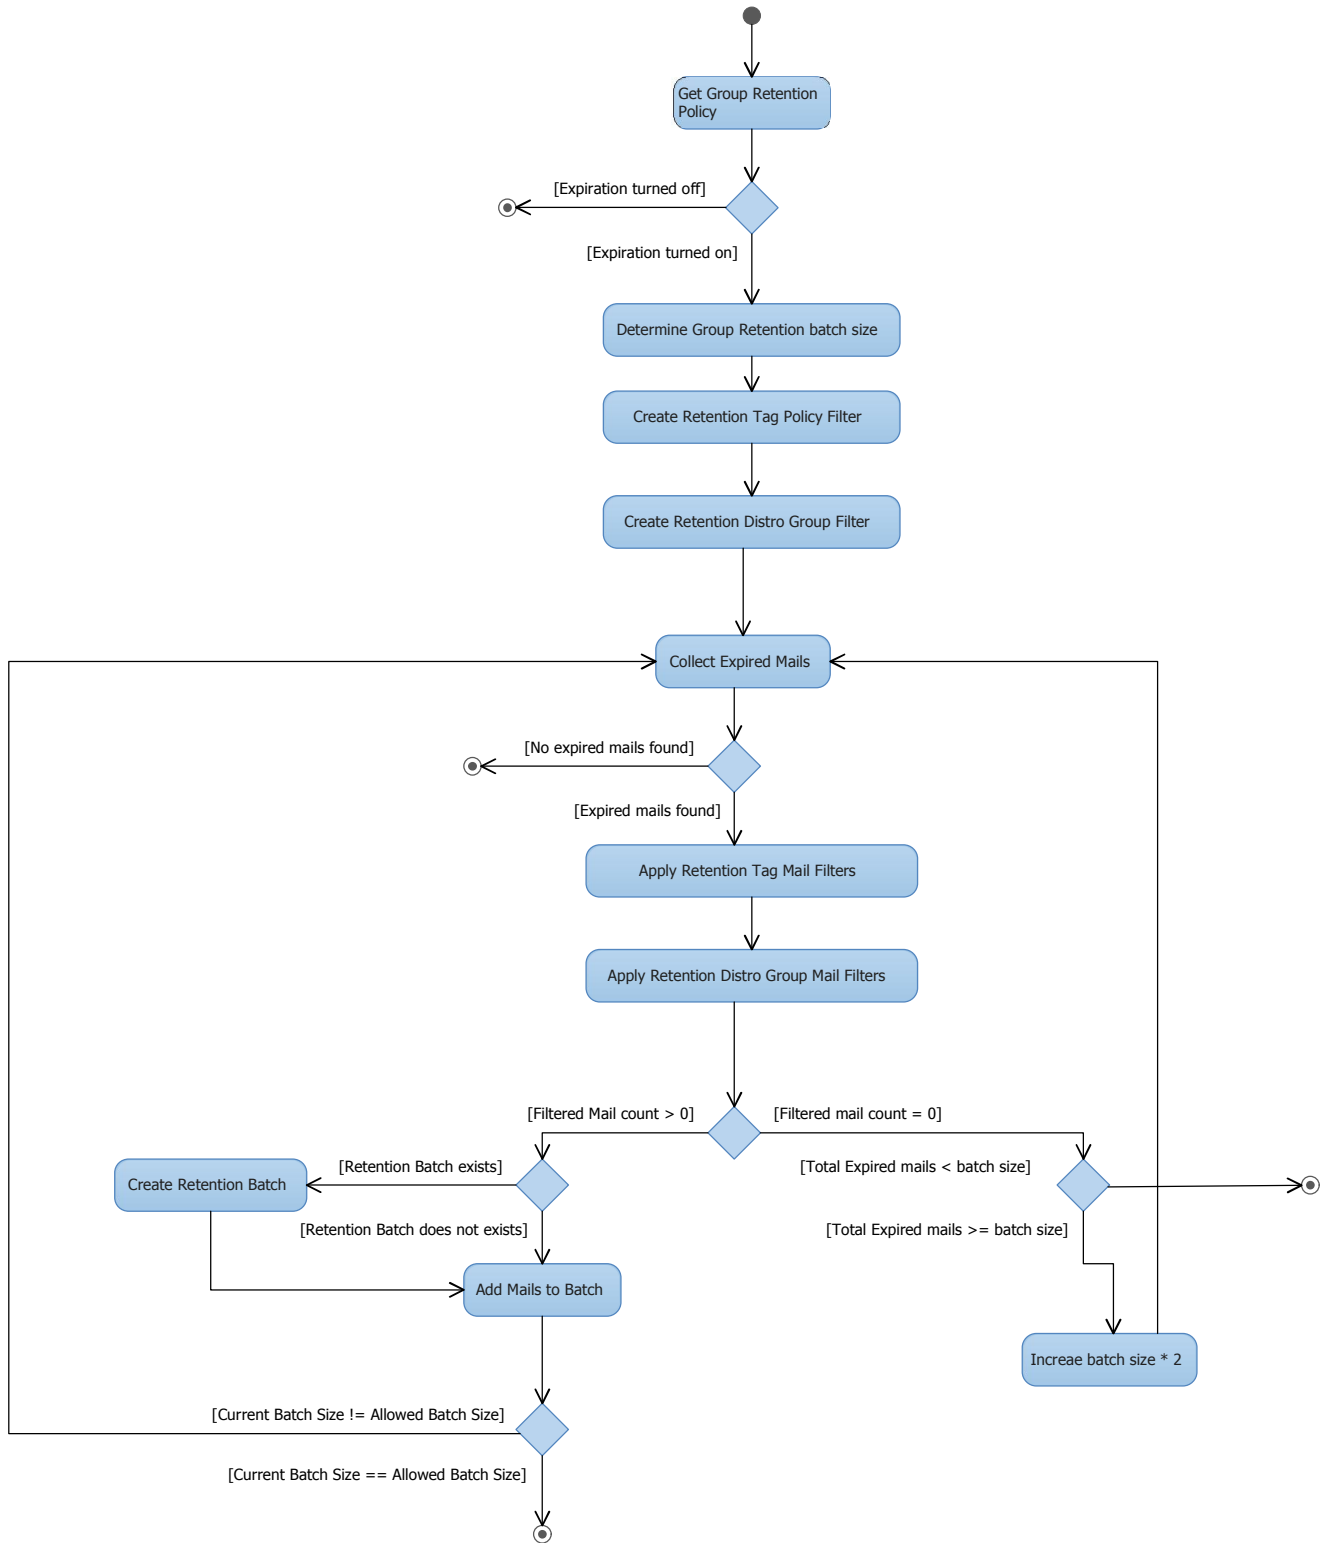 Get Group Retention
Policy
[Expiration turned off]
[Expiration turned on]
Determine Group Retention batch size
Create Retention Tag Policy Filter
Create Retention Distro Group Filter
Collect Expired Mails
[No expired mails found]
[Expired mails found]
Apply Retention Tag Mail Filters
Apply Retention Distro Group Mail Filters
[Filtered Mail count > 0]
[Filtered mail count = 0]
[Retention Batch exists]
[Total Expired mails < batch size]
Create Retention Batch
[Retention Batch does not exists]
[Total Expired mails >= batch size]
Add Mails to Batch
Increae batch size * 2
[Current Batch Size != Allowed Batch Size]
[Current Batch Size == Allowed Batch Size]